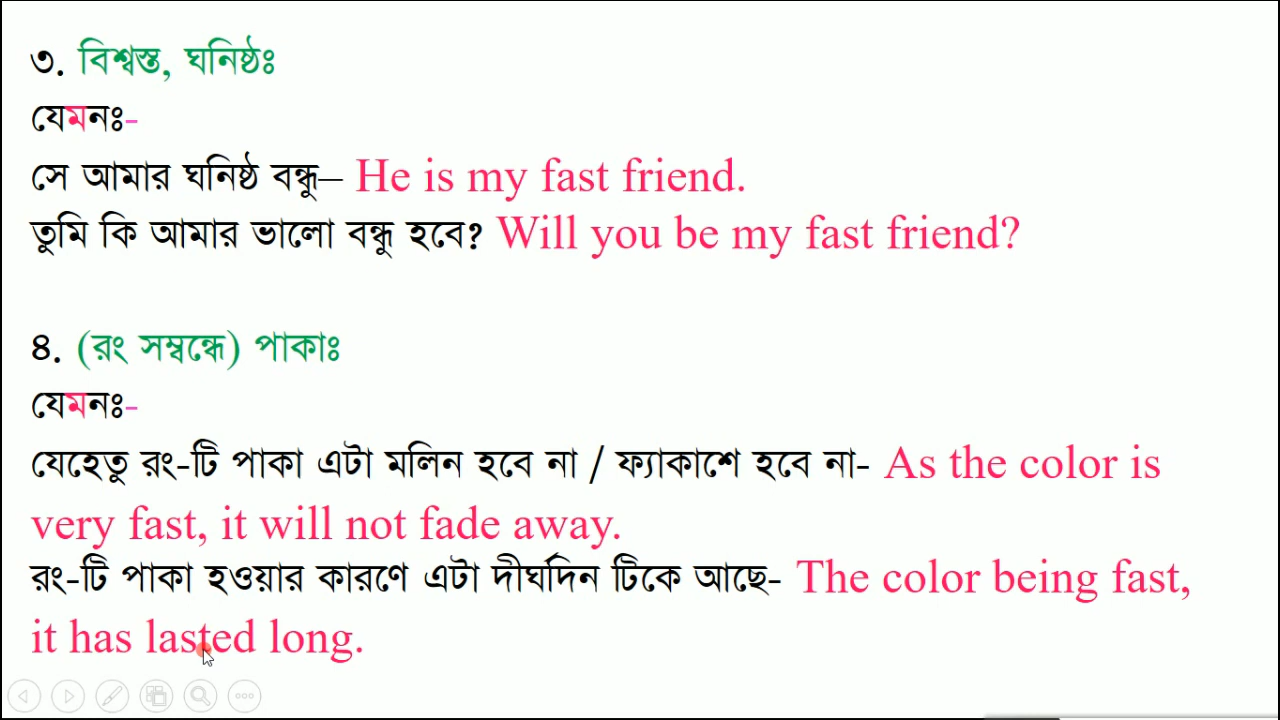 ৩. বিশ্বস্ত, ঘনিষ্ঠঃ
যেমনঃ-
সে আমার ঘনিষ্ঠ বন্ধু– He is my fast friend.
তুমি কি আমার ভালো বন্ধু হবে? Will you be my fast friend?
৪. (রং সম্বন্ধে) পাকাঃ
যেমনঃ-
যেহেতু রং-টি পাকা এটা মলিন হবে না / ফ্যাকাশে হবে না- As the color is
very fast, it will not fade away.
রং-টি পাকা হওয়ার কারণে এটা দীর্ঘদিন টিকে আছে- The color being fast,
it has lasted long.